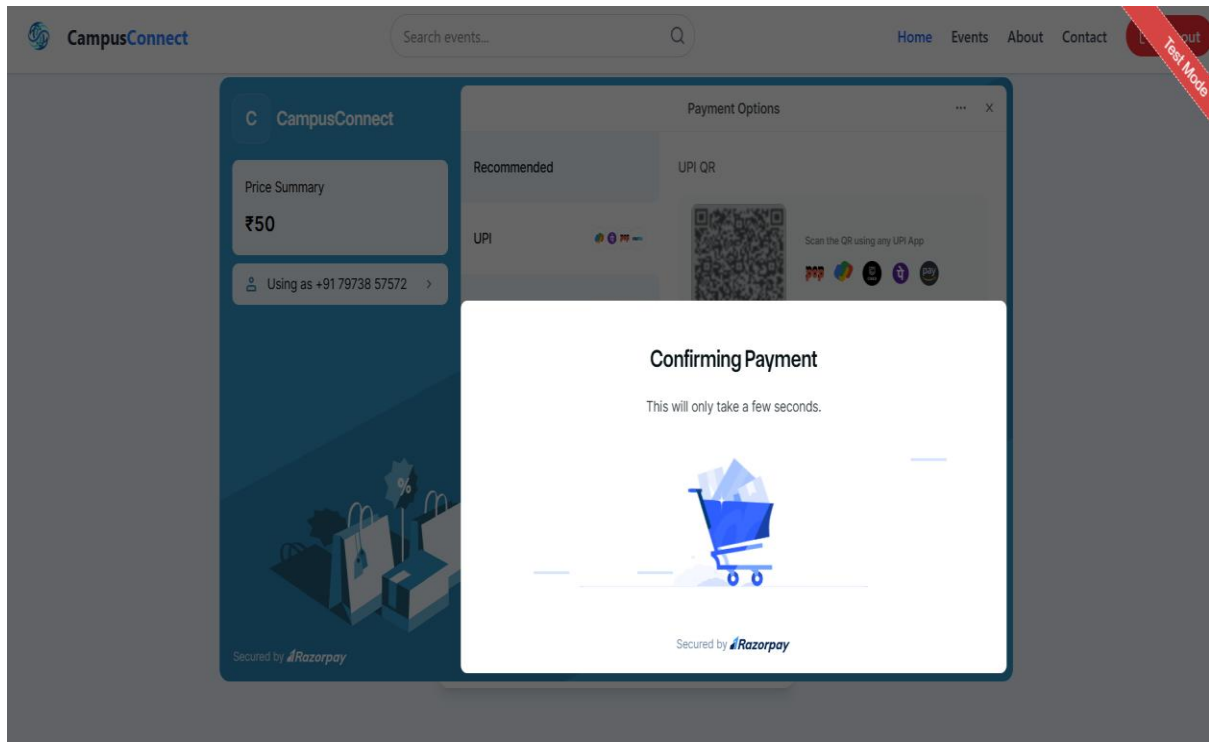 CampusConnect
Search events...
Home Events About Contact
Test Mode
C CampusConnect
Payment Options
Price Summary
₹50
Using as +91 79738 57572
Recommended
UPI
UPI QR
Scan the QR using any UPI App
Confirming Payment
This will only take a few seconds.
%
Secured by Razorpay
Secured by Razorpay